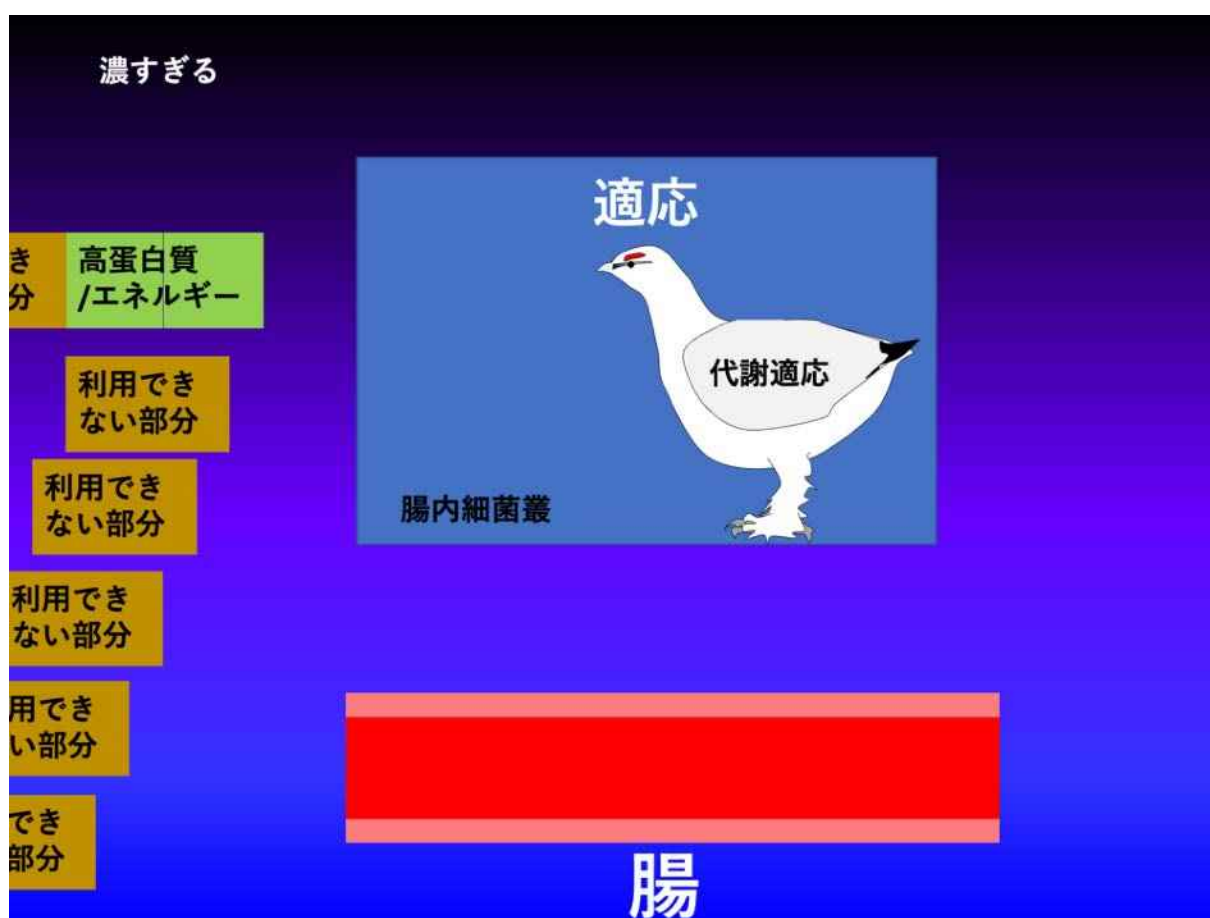 濃すぎる
適応
き
分
高蛋白質
/エネルギー
利用でき
ない部分
代謝適応
利用でき
ない部分
腸内細菌叢
利用でき
ない部分
用でき
い部分
でき
部分
腸